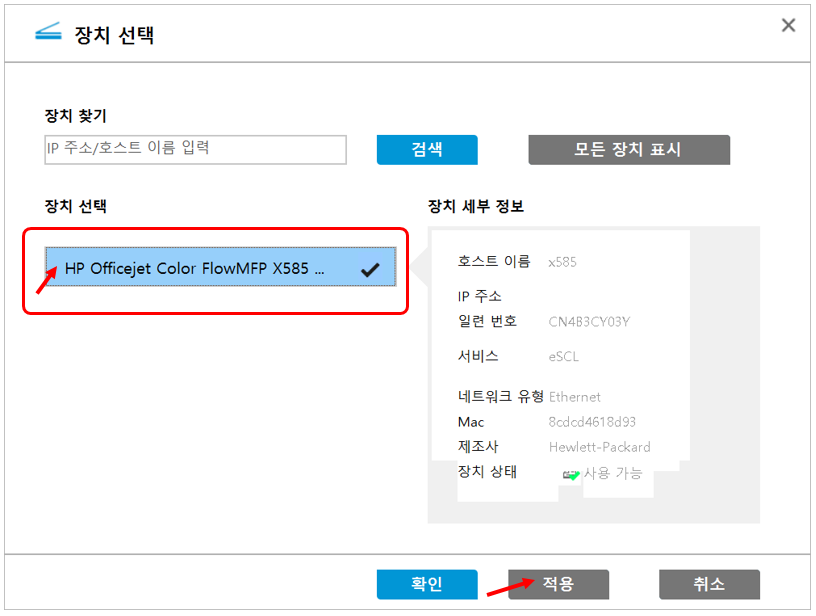 장치 선택
장치 찾기
IP 주소/호스트 이름 입력
검색
모든 장치 표시
장치 선택
HP Officejet Color FlowMFP X585 ...
장치 세부 정보
호스트 이름 x585
IP 주소
일련 번호 CN4B3CY03Y
서비스 eSCL
네트워크 유형 Ethernet
Mac 8cdcd4618d93
제조사 Hewlett-Packard
장치 상태 사용 가능
확인
적용
취소